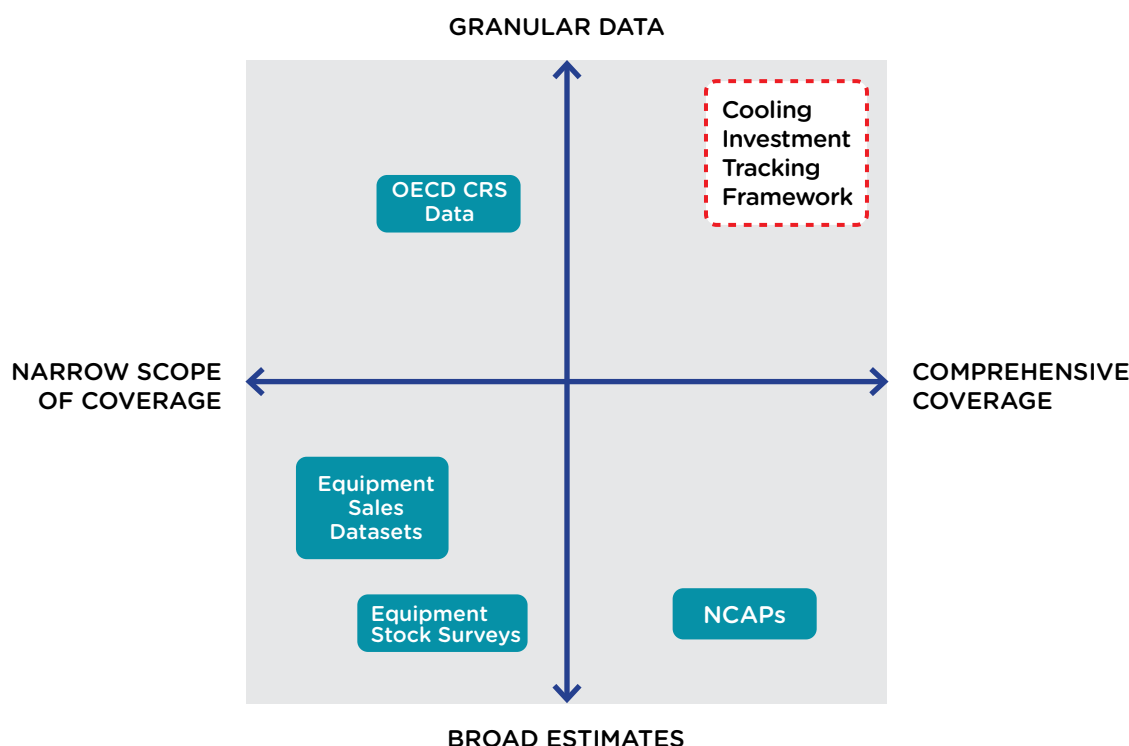 GRANULAR DATA
Cooling
Investment
Tracking
Framework
OECD CRS
Data
NARROW SCOPE
OF COVERAGE
COMPREHENSIVE
COVERAGE
Equipment
Sales
Datasets
Equipment
Stock Surveys
NCAPs
BROAD ESTIMATES